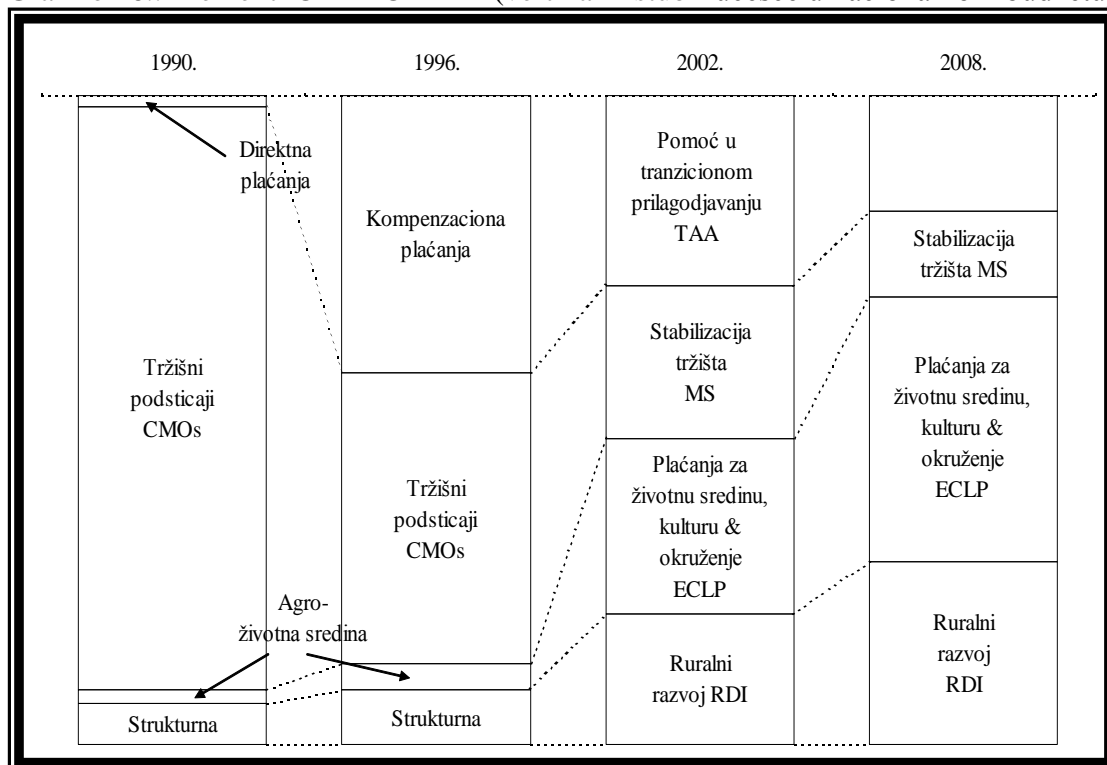 1990. 1996. 2002. 2008.
Direktna
plaćanja
Tržišni
podsticaji
CMOs
Agro-
životna sredina
Strukturna
Kompenzaciona
plaćanja
Tržišni
podsticaji
CMOs
Strukturna
Pomoć u
tranzicionom
prilagodjavanju
TAA
Stabilizacija
tržišta
MS
Plaćanja za
životnu sredinu,
kulturu &
okruženje
ECLP
Ruralni
razvoj RDI
Stabilizacija
tržišta MS
Plaćanja za
životnu sredinu,
kulturu &
okruženje
ECLP
Ruralni
razvoj
RDI